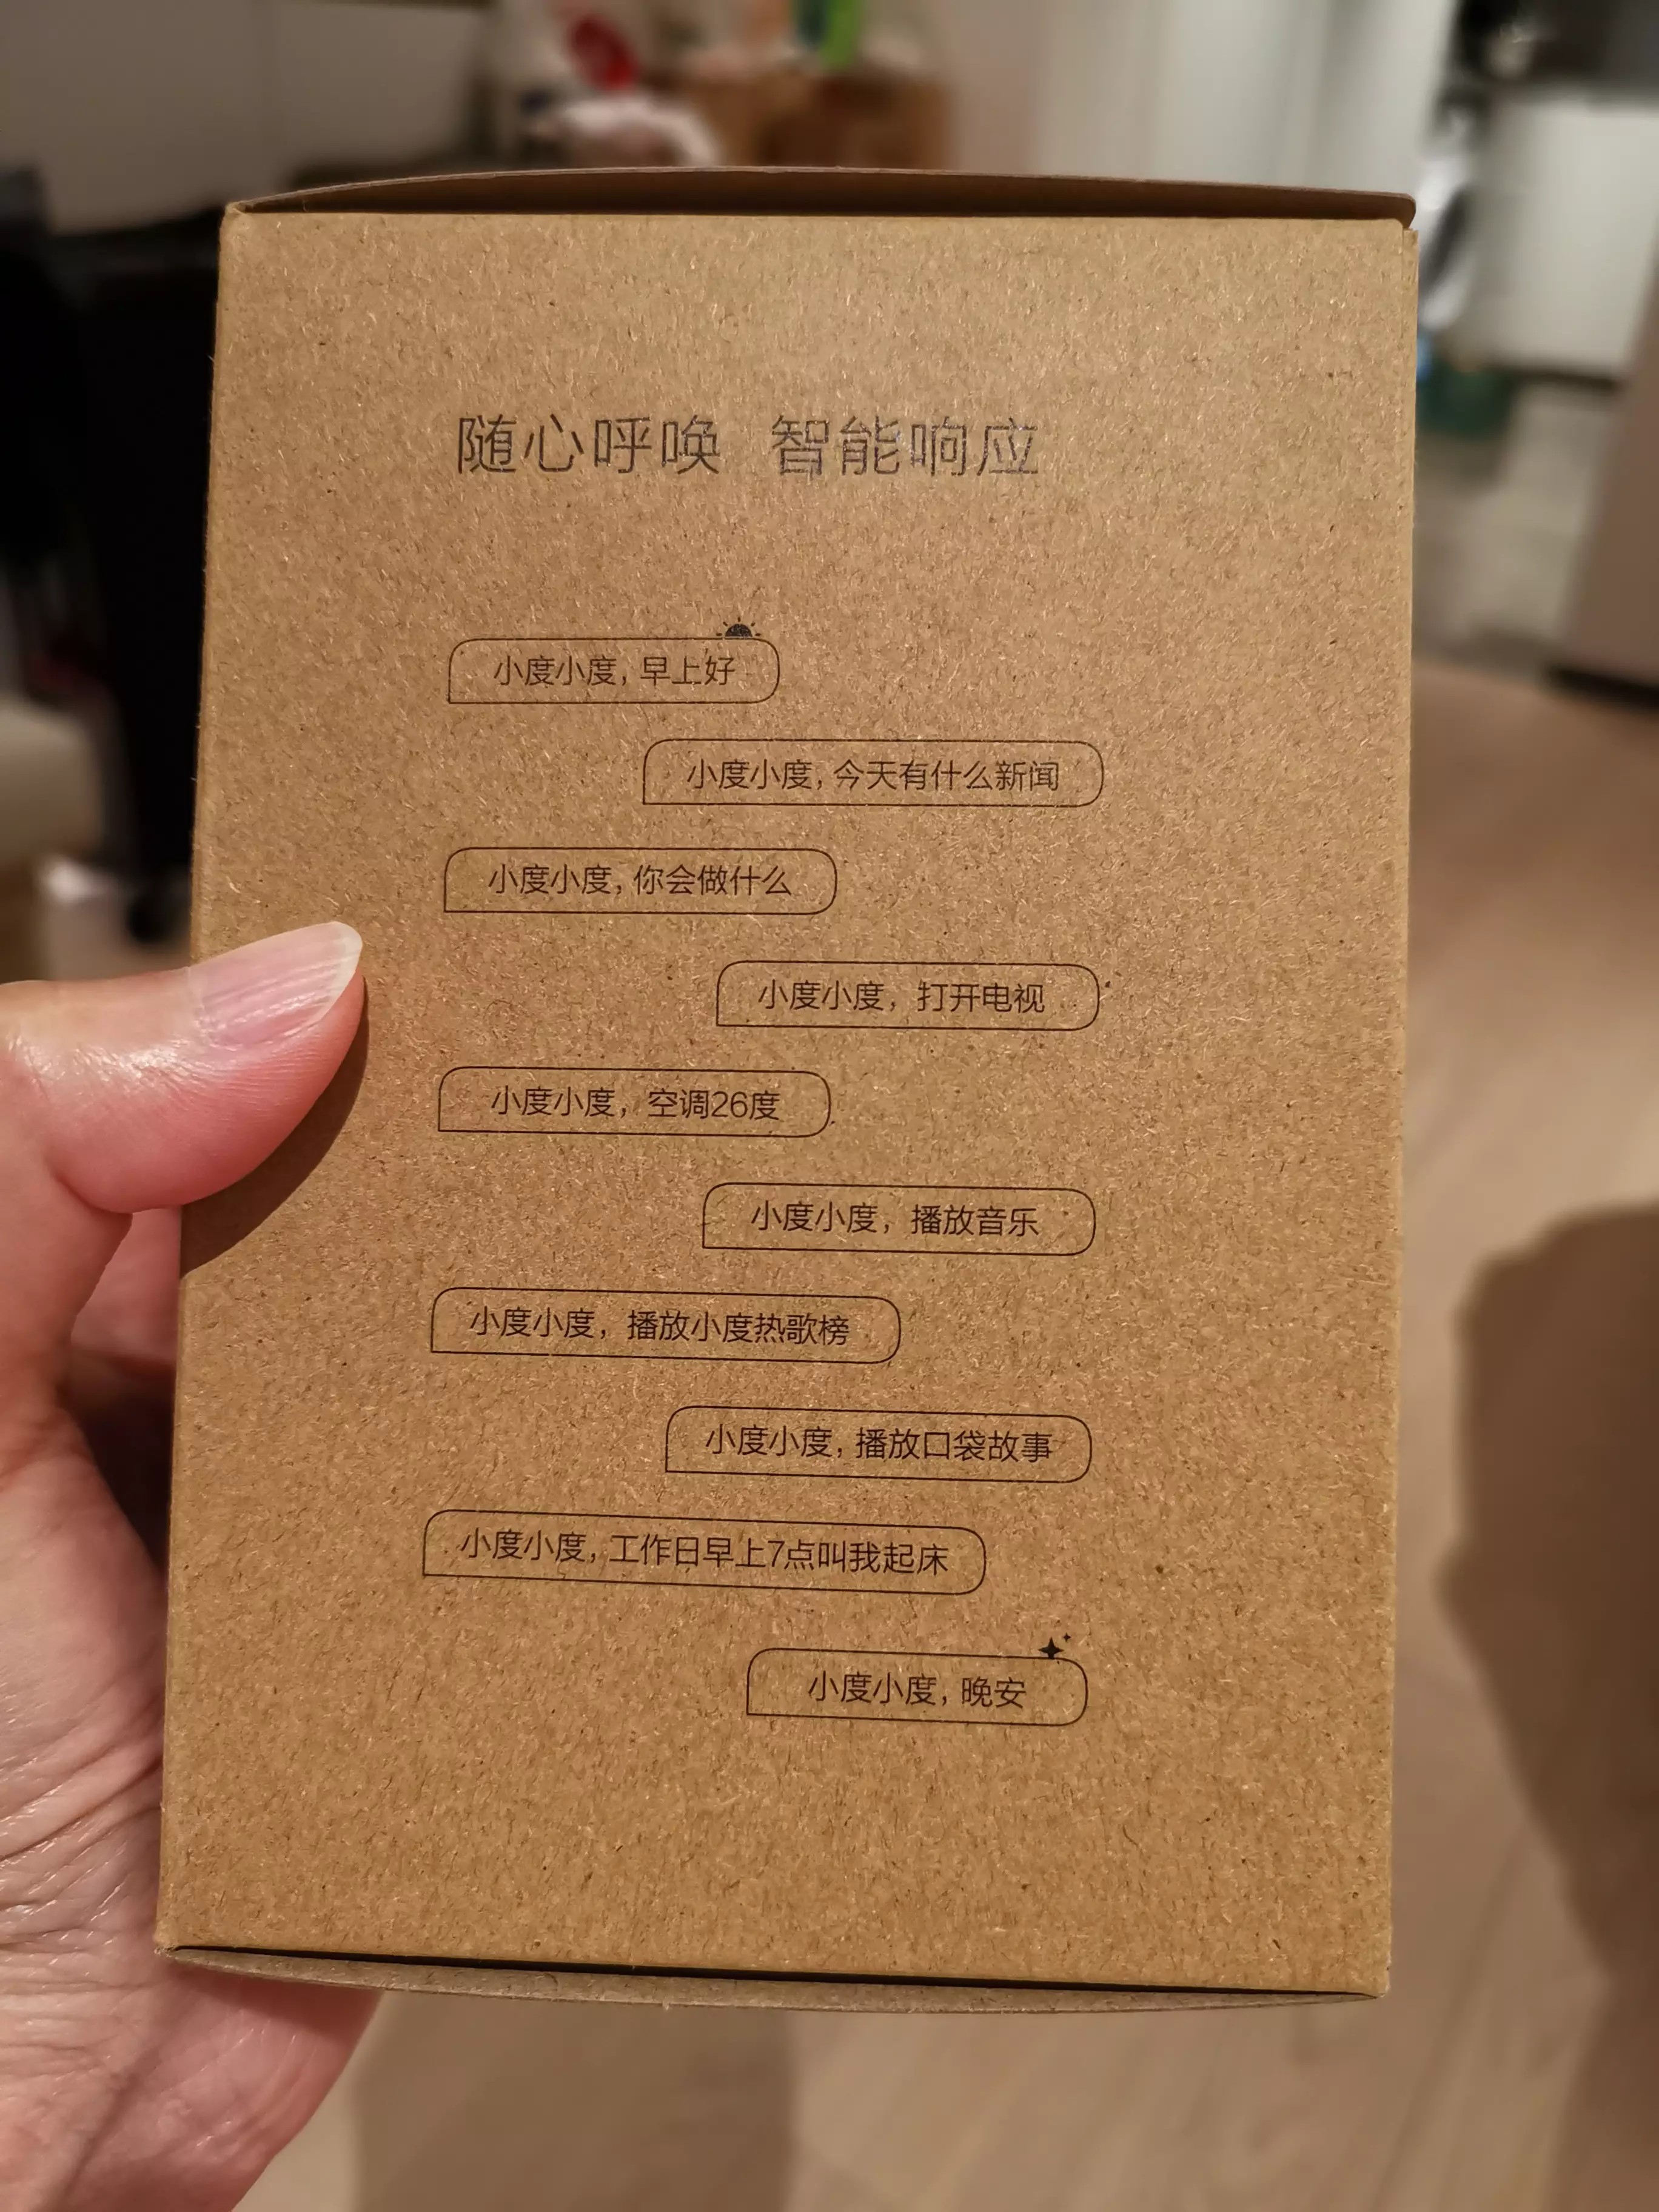 随心呼唤 智能响应
小度小度，早上好
小度小度，今天有什么新闻
小度小度，你会做什么
小度小度，打开电视
小度小度，空调26度
小度小度，播放音乐
小度小度，播放小度热歌榜
小度小度，播放口袋故事
小度小度，工作日早上7点叫我起床
小度小度，晚安